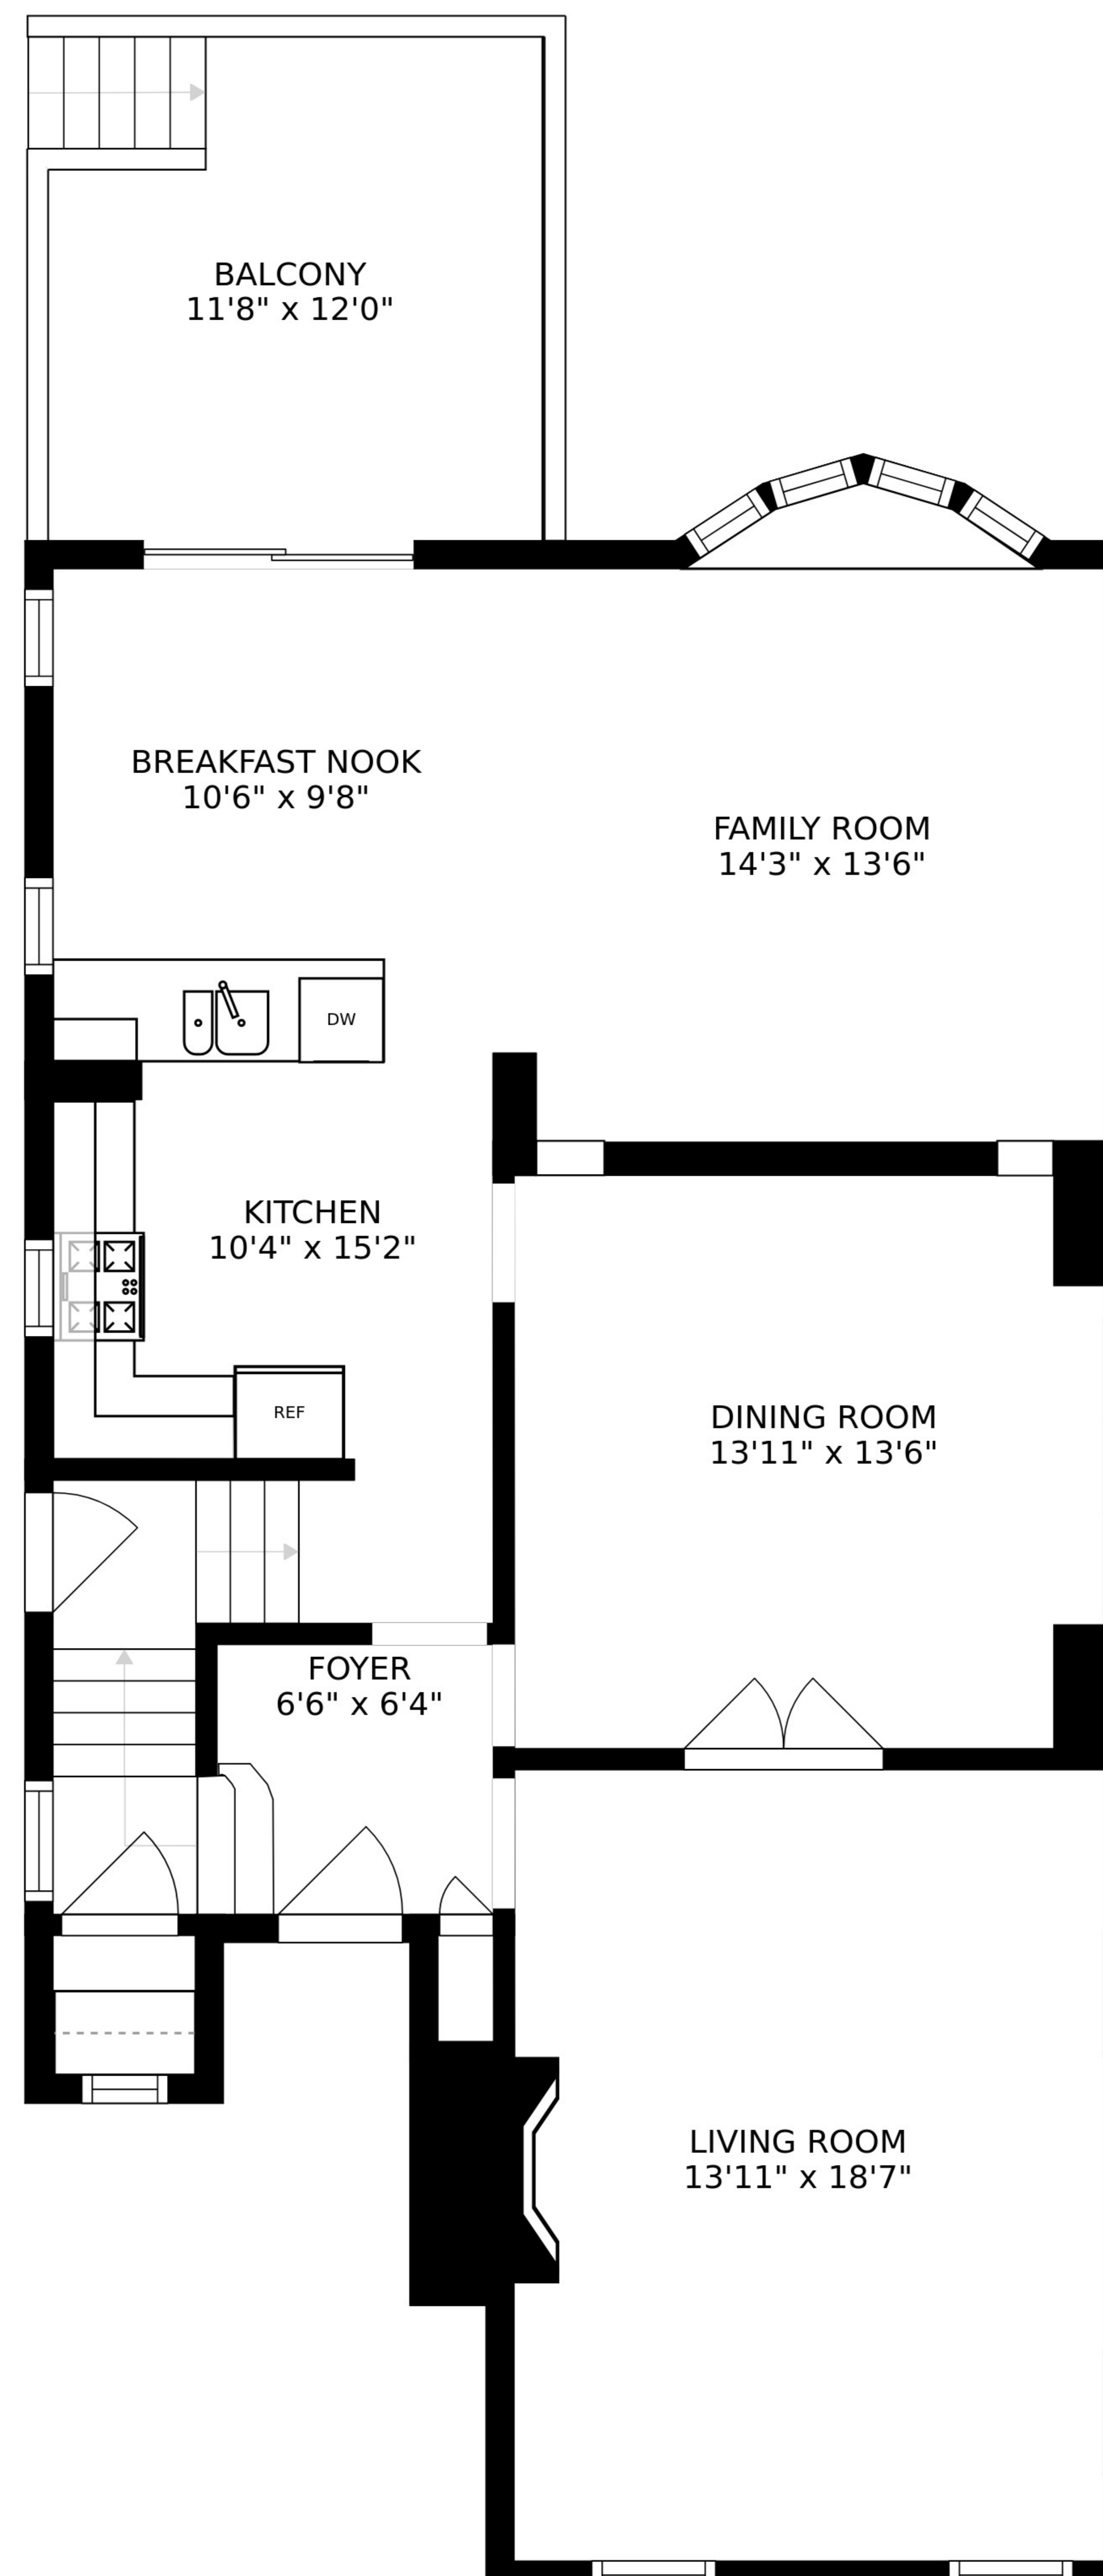 BALCONY
11'8" x 12'0"
BREAKFAST NOOK
10'6" x 9'8"
FAMILY ROOM
14'3" x 13'6"
DW
KITCHEN
10'4" x 15'2"
REF
DINING ROOM
13'11" x 13'6"
FOYER
6'6" x 6'4"
LIVING ROOM
13'11" x 18'7"